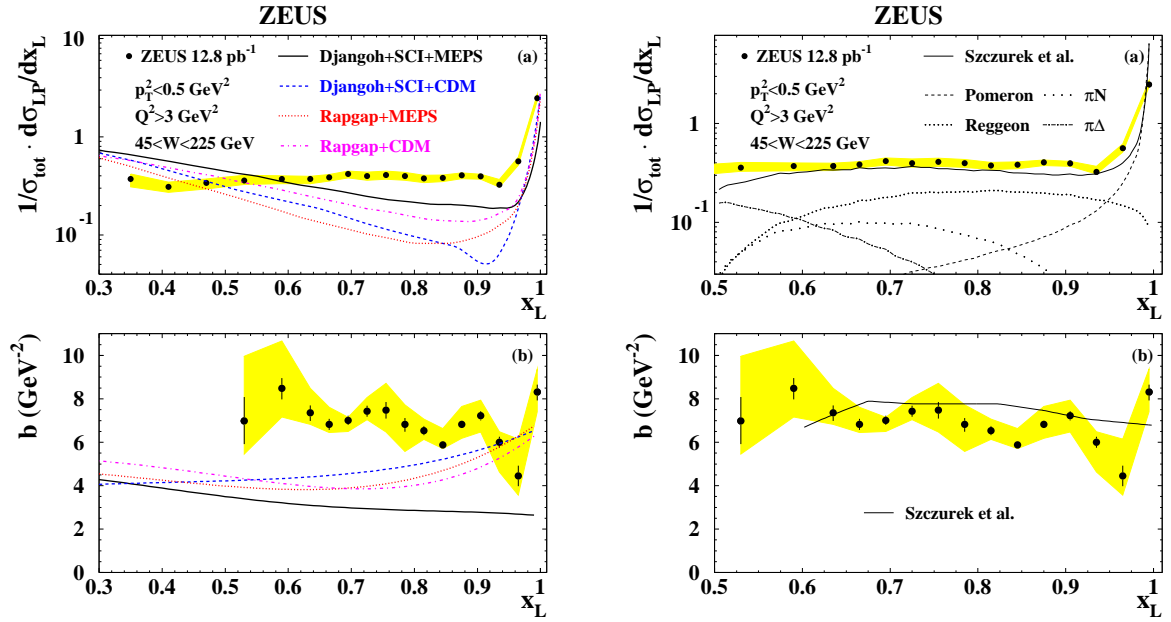 ZEUS
1/σtot · dσLP/dxL
10
1
10-1
(a)
ZEUS 12.8 pb-1
pT2<0.5 GeV2
Q2>3 GeV2
45<W<225 GeV
Djangoh+SCI+MEPS
Djangoh+SCI+CDM
Rapgap+MEPS
Rapgap+CDM
0.3 0.4 0.5 0.6 0.7 0.8 0.9 1
xL
b (GeV-2)
10
8
6
4
2
0
(b)
0.3 0.4 0.5 0.6 0.7 0.8 0.9 1
xL
ZEUS
1/σtot · dσLP/dxL
1
10-1
(a)
ZEUS 12.8 pb-1
pT2<0.5 GeV2
Q2>3 GeV2
45<W<225 GeV
Szczurek et al.
Pomeron
πN
Reggeon
πΔ
0.5 0.6 0.7 0.8 0.9 1
xL
b (GeV-2)
10
8
6
4
2
0
(b)
Szczurek et al.
0.5 0.6 0.7 0.8 0.9 1
xL